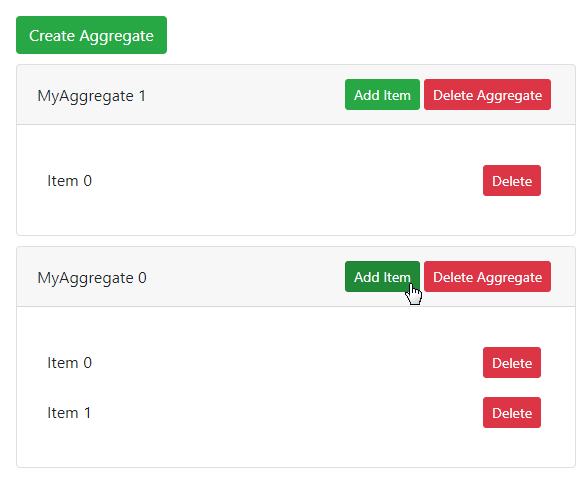 Create Aggregate
MyAggregate 1 Add Item Delete Aggregate
Item 0 Delete
MyAggregate 0 Add Item Delete Aggregate
Item 0 Delete
Item 1 Delete